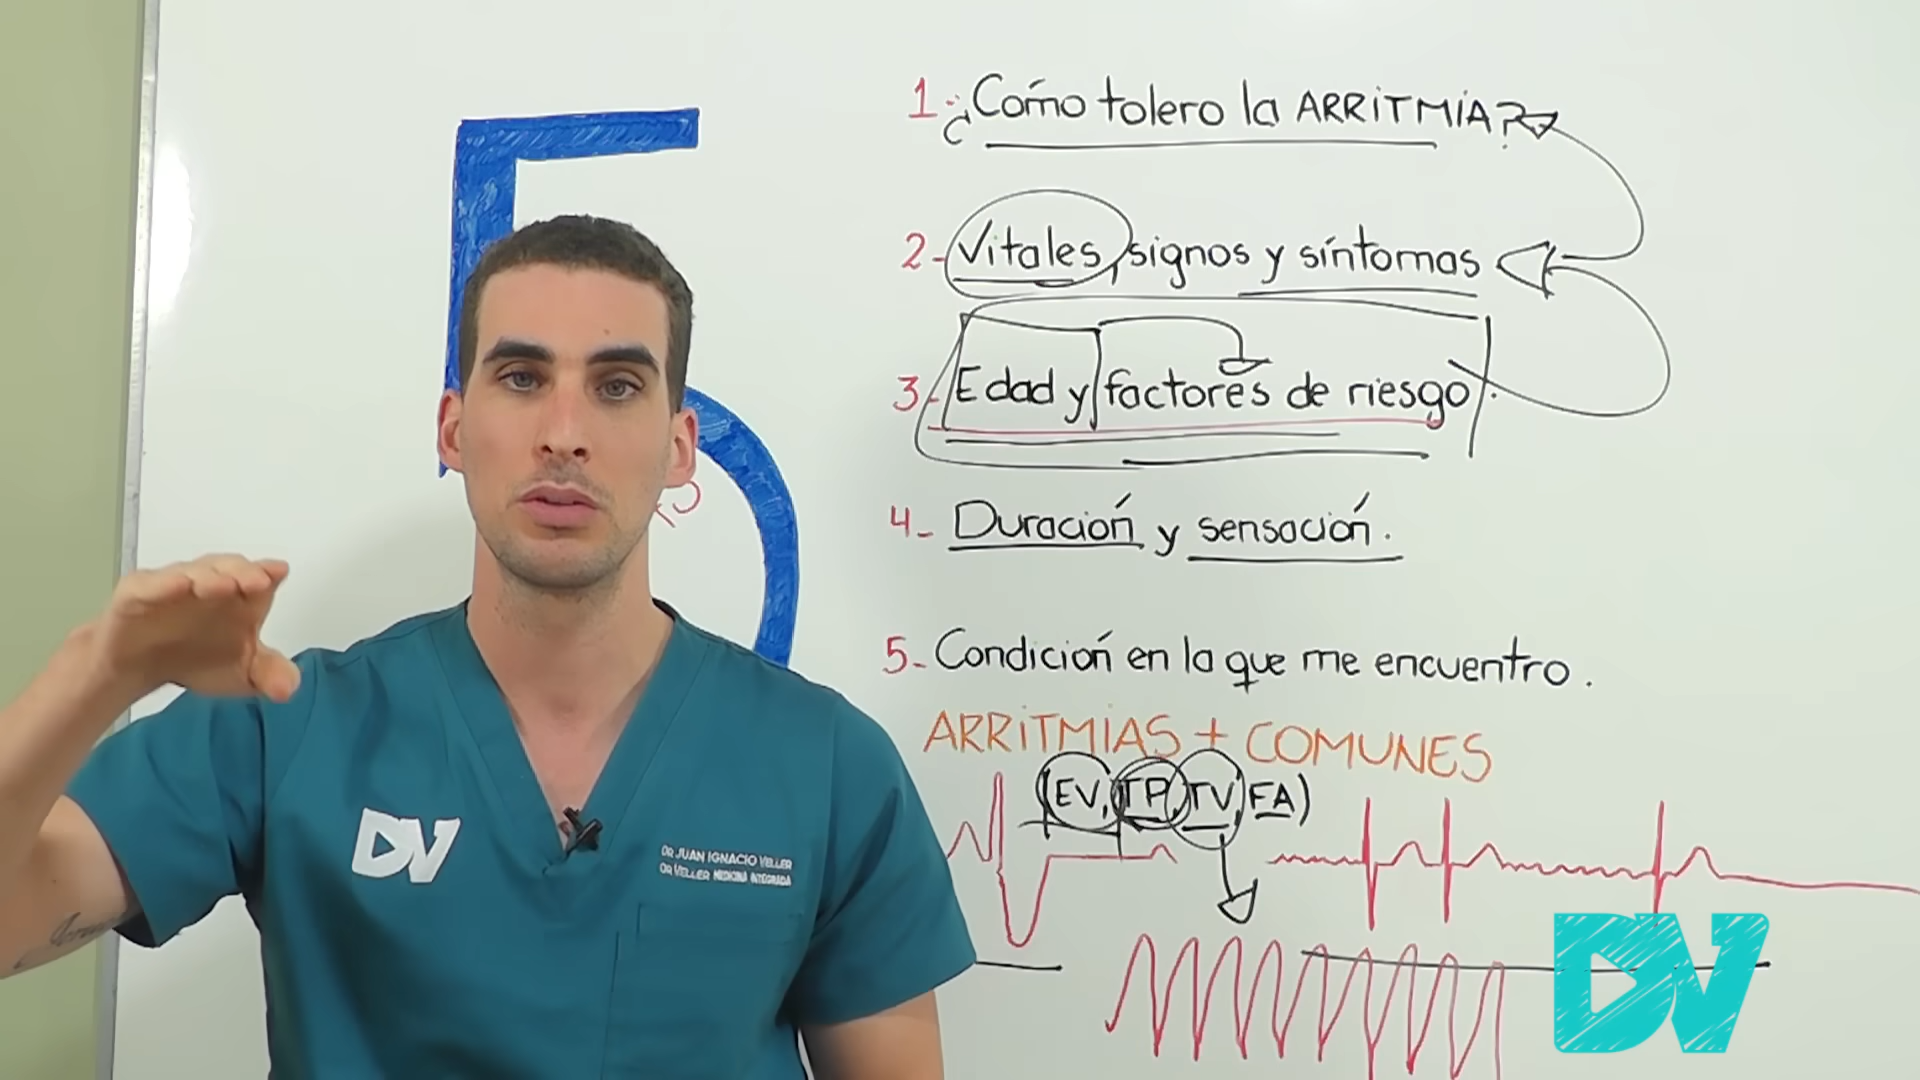 5
1- ¿Cómo tolero la ARRiTMíA?
2- Vitales, signos y síntomas
3- Edad y factores de riesgo.
4- Duración y sensación.
5- Condición en la que me encuentro.
ARRiTMíAS + COMUNES
(EV, TP, TV, FA)
DV
DR JUAN IGNACIO VELLER
DR VELLER MEDICINA INTEGRADA
DV